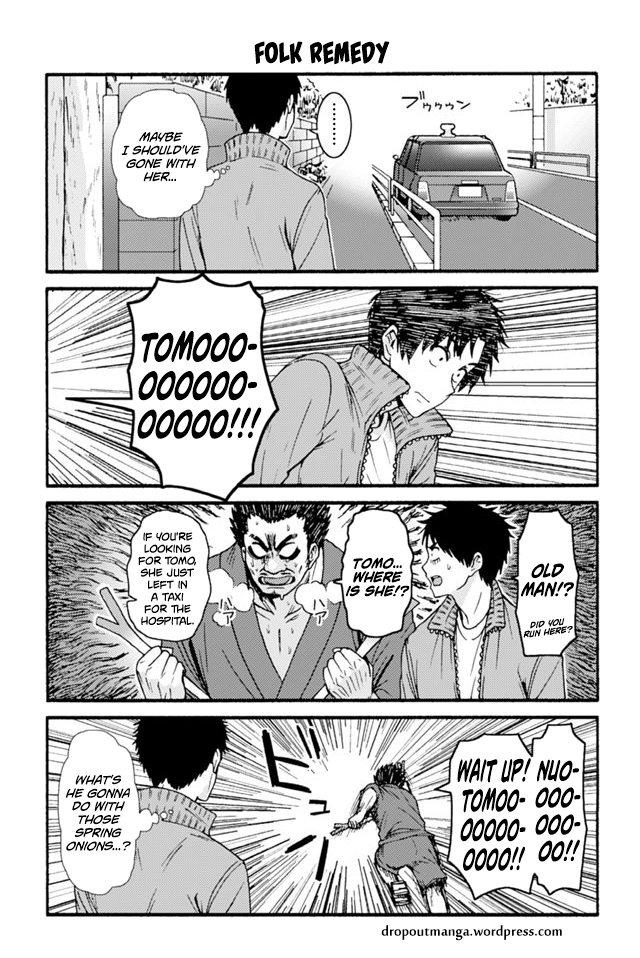 FOLK REMEDY
ブゥゥゥン
.........
MAYBE
I SHOULD'VE
GONE WITH
HER...
TOMOOO-
OOOOOO-
OOOOO!!!
OLD
MAN!?
DID YOU
RUN HERE?
TOMO...
WHERE
IS SHE!?
IF YOU'RE
LOOKING
FOR TOMO,
SHE JUST
LEFT IN
A TAXI
FOR THE
HOSPITAL.
NUO-
OOO-
OOO-
OO!!
WAIT UP!
TOMOO-
OOOOO-
OOOO!!
WHAT'S
HE GONNA
DO WITH
THOSE
SPRING
ONIONS...?
dropoutmanga.wordpress.com